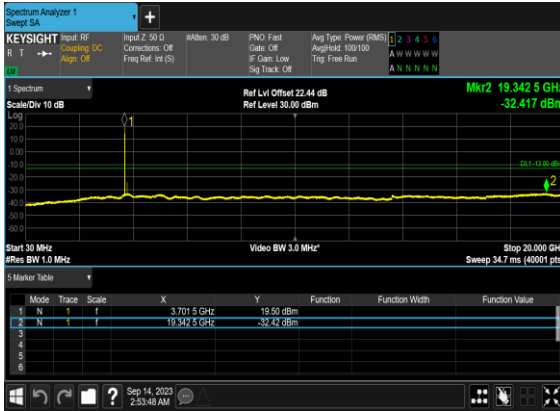 Spectrum Analyzer 1
Swept SA
+
KEYSIGHT
R T
LV
Input: RF
Coupling: DC
Align: Off
Input Z: 50 Ω
Corrections: Off
Freq Ref: Int (S)
#Atten: 30 dB
PNO: Fast
Gate: Off
IF Gain: Low
Sig Track: Off
Avg Type: Power (RMS)
Avg|Hold: 100/100
Trig: Free Run
1 2 3 4 5 6
A W W W W W
A N N N N N
1 Spectrum
Scale/Div 10 dB
Ref Lvl Offset 22.44 dB
Ref Level 30.00 dBm
Mkr2 19.342 5 GHz
-32.417 dBm
Log
20.0
10.0
0.00
-10.0
-20.0
-30.0
-40.0
-50.0
-60.0
1
DL1 -13.00 dBm
2
Start 30 MHz
#Res BW 1.0 MHz
Video BW 3.0 MHz*
Stop 20.000 GHz
Sweep 34.7 ms (40001 pts)
5 Marker Table
Mode Trace Scale X Y Function Function Width Function Value
1 N 1 f 3.701 5 GHz 19.50 dBm
2 N 1 f 19.342 5 GHz -32.42 dBm
3
4
5
6
?
Sep 14, 2023
2:53:48 AM